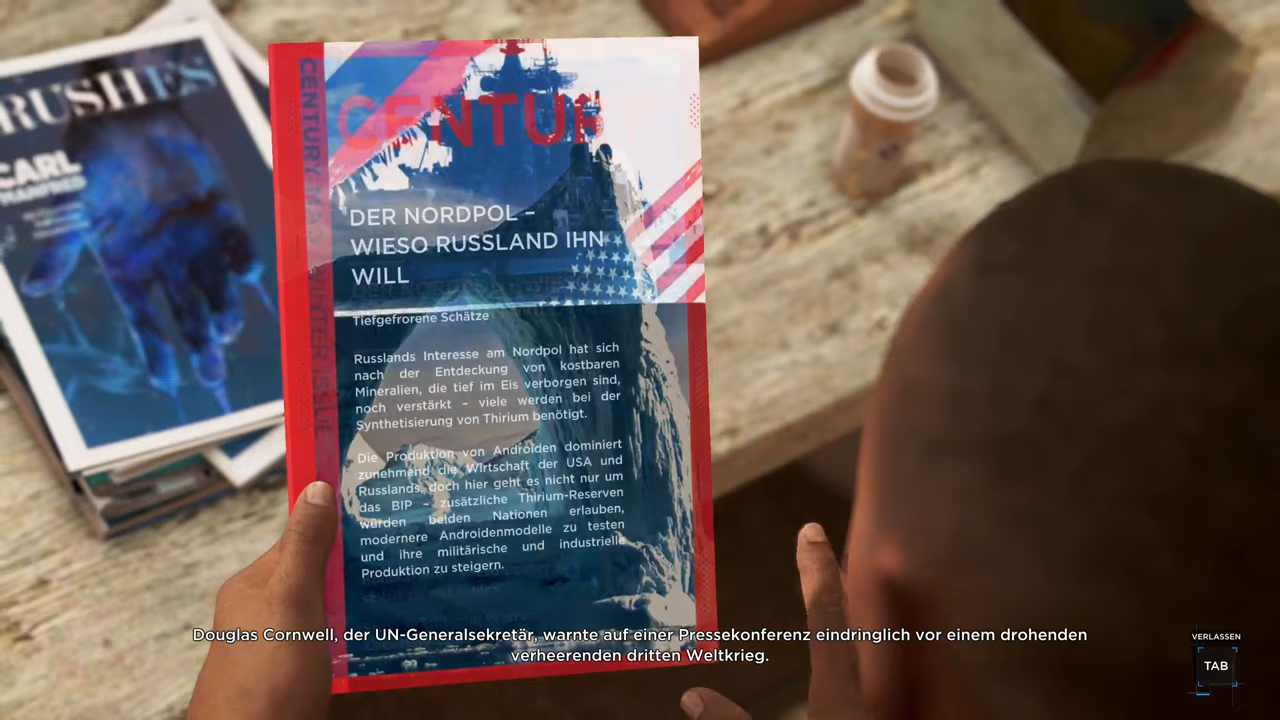 RUSHES
CARL
MANFRED
CENTURY MAG WINTER ISSUE
CENTURY
DER NORDPOL –
WIESO RUSSLAND IHN
WILL
Tiefgefrorene Schätze
Russlands Interesse am Nordpol hat sich
nach der Entdeckung von kostbaren
Mineralien, die tief im Eis verborgen sind,
noch verstärkt – viele werden bei der
Synthetisierung von Thirium benötigt.
Die Produktion von Androiden dominiert
zunehmend die Wirtschaft der USA und
Russlands, doch hier geht es nicht nur um
das BIP – zusätzliche Thirium-Reserven
würden beiden Nationen erlauben,
modernere Androidenmodelle zu testen
und ihre militärische und industrielle
Produktion zu steigern.
Douglas Cornwell, der UN-Generalsekretär, warnte auf einer Pressekonferenz eindringlich vor einem drohenden
verheerenden dritten Weltkrieg.
VERLASSEN
TAB